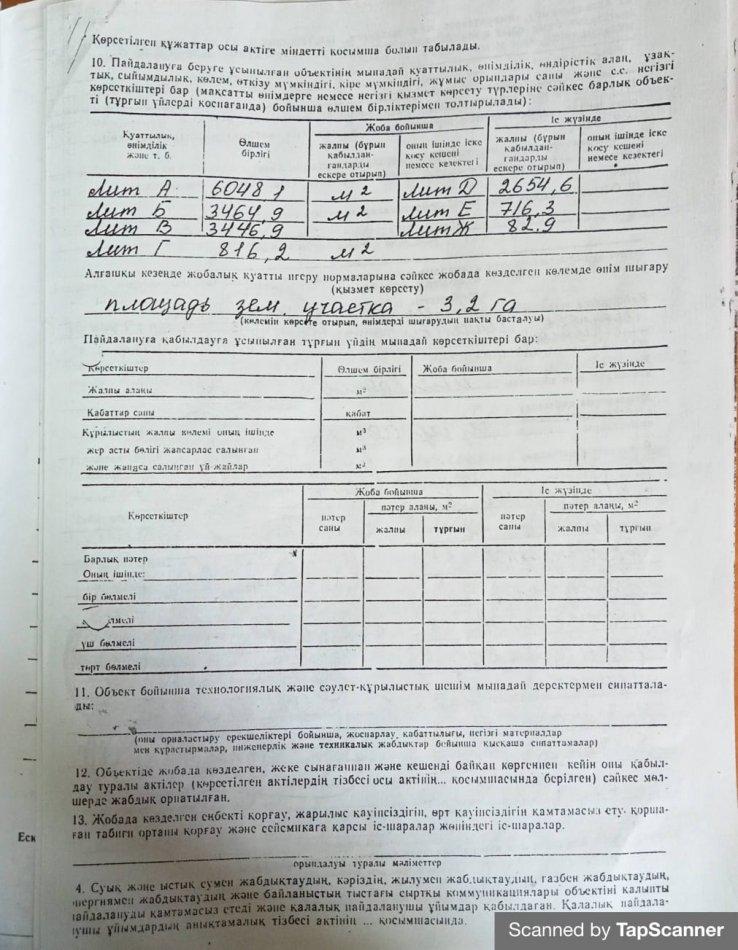 Көрсетілген құжаттар осы актіге міндетті қосымша болып табылады.
10. Пайдалануға беруге ұсынылған объектінің мынадай қуаттылық, өнімділік, өндірістік алаң, ұзақ-
тық, сыйымдылық, көлем, өткізу мүмкіндігі, кіре мүмкіндігі, жұмыс орындары саны және с.с. негізгі
көрсеткіштері бар (мақсатты өнімдерге немесе негізгі қызмет көрсету түрлеріне сәйкес барлық объек-
ті (тұрғын үйлерді қоспағанда) бойынша өлшем бірліктерімен толтырылады):
Қуаттылық, өнімділік және т. б.
Өлшем бірлігі
Жоба бойынша
Іс жүзінде
жалпы (бұрын қабылдан-ғандарды ескере отырып)
оның ішінде іске қосу кешені немесе кезектегі
жалпы (бұрын қабылдан-ғандарды ескере отырып)
оның ішінде іске қосу кешені немесе кезектегі
Лит А 6048 1 м² Лит Д 2654,6
Лит Б 3464,9 м² Лит Е 716,3
Лит В 3446,9 Лит Ж 82.9
Лит Г 816,2 м²
Алғашқы кезеңде жобалық қуатты игеру нормаларына сәйкес жобада көзделген көлемде өнім шығару
(қызмет көрсету)
площадь зем. участка - 3,2 га
(көлемін көрсете отырып, өнімдерді шығарудың нақты басталуы)
Пайдалануға қабылдауға ұсынылған тұрғын үйдің мынадай көрсеткіштері бар:
Көрсеткіштер Өлшем бірлігі Жоба бойынша Іс жүзінде
Жалпы алаңы м²
Қабаттар саны қабат
Құрылыстың жалпы көлемі оның ішінде м³
жер асты бөлігі жапсарлас салынған м³
және жанаса салынған үй-жайлар м²
Көрсеткіштер
Жоба бойынша Іс жүзінде
пәтер саны
пәтер алаңы, м²
пәтер саны
пәтер алаңы, м²
жалпы тұрғын жалпы тұрғын
Барлық пәтер
Оның ішінде:
бір бөлмелі
лмелі
үш бөлмелі
төрт бөлмелі
11. Объект бойынша технологиялық және сәулет-құрылыстық шешім мынадай деректермен сипаттала-
ды:
(оны орналастыру ерекшеліктері бойынша, жоспарлау, қабаттылығы, негізгі материалдар
мен құрастырмалар, инженерлік және техникалық жабдықтар бойынша қысқаша сипаттамалар)
12. Объектіде жобада көзделген, жеке сынағаннан және кешенді байқап көргеннен кейін оны қабыл-
дау туралы актілер (көрсетілген актілердің тізбесі осы актінің... қосымшасында берілген) сәйкес мөл-
шерде жабдық орнатылған.
13. Жобада көзделген еңбекті қорғау, жарылыс қауіпсіздігін, өрт қауіпсіздігін қамтамасыз ету, қорша-
ған табиғи ортаны қорғау және сейсмикаға қарсы іс-шаралар жөніндегі іс-шаралар.
орындалуы туралы мәліметтер
4. Суық және ыстық сумен жабдықтаудың, кәріздің, жылумен жабдықтаудың, газбен жабдықтаудың,
нергиямен жабдықтаудың және байланыстың тыстағы сыртқы коммуникациялары объектіні қалыпты
пайдалануды қамтамасыз етеді және қалалық пайдаланушы ұйымдар қабылдаған. Қалалық пайдала-
нушы ұйымдардың анықтамалық тізбесі актінің ... қосымшасында.
Еск
Scanned by TapScanner